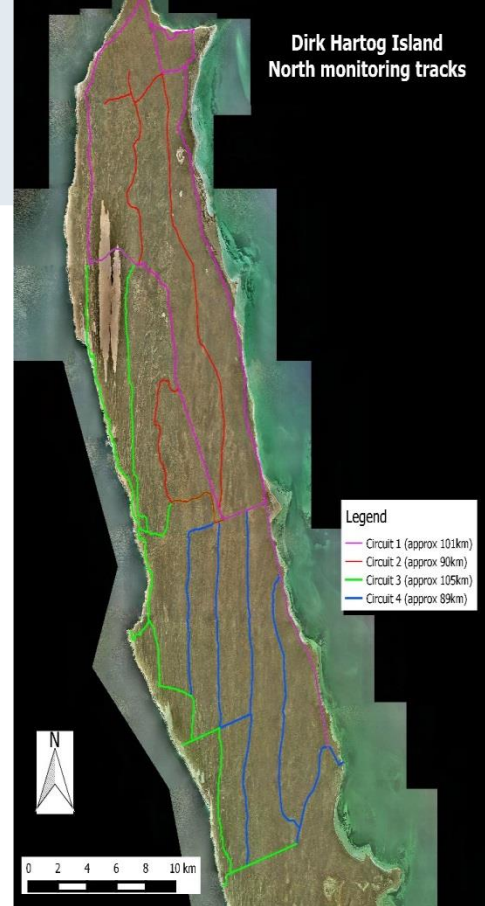 Dirk Hartog Island
North monitoring tracks
Legend
Circuit 1 (approx 101km)
Circuit 2 (approx 90km)
Circuit 3 (approx 105km)
Circuit 4 (approx 89km)
N
0 2 4 6 8 10 km